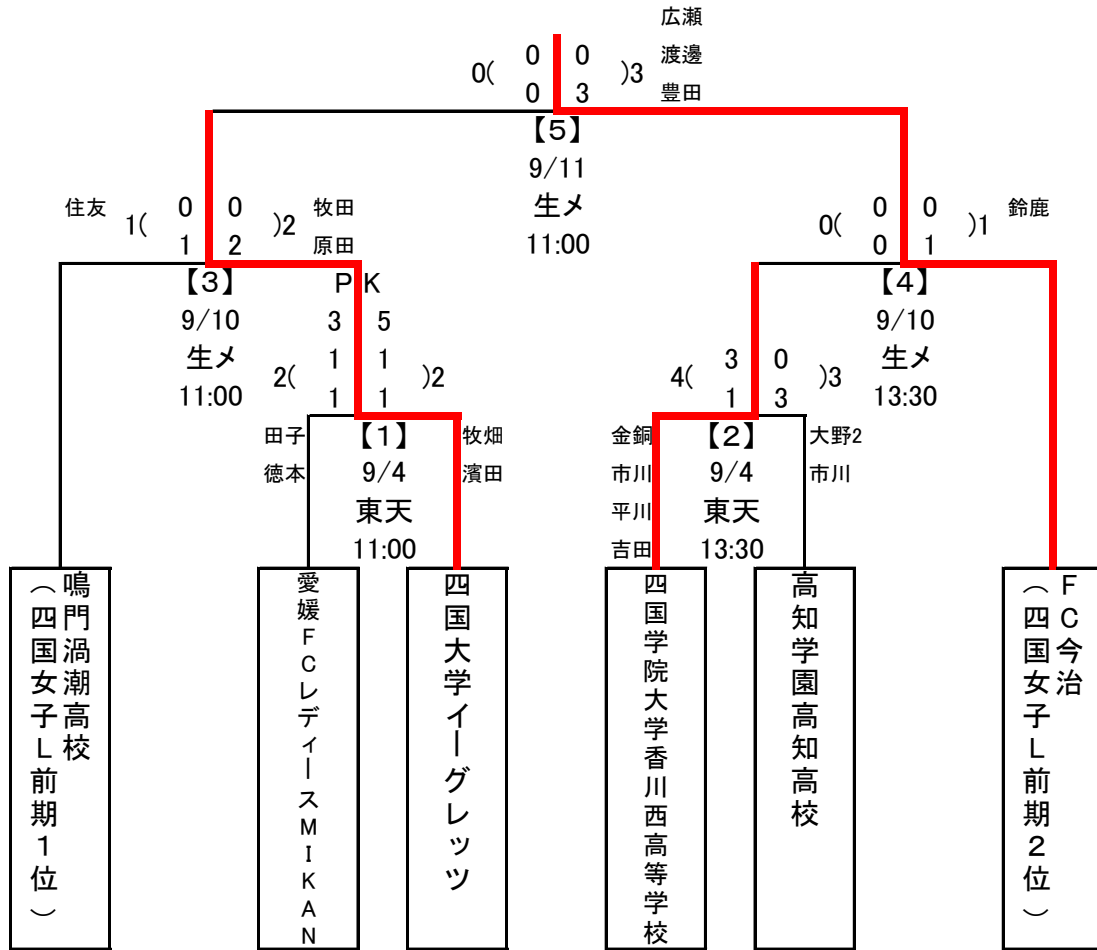 広瀬
0 0 渡邊
0( )3
0 3 豊田
【5】
9/11
生メ
11:00
住友 0 0 牧田
1( )2
1 2 原田
0 0 鈴鹿
0( )1
0 1
【3】
9/10
生メ
11:00
【4】
9/10
生メ
13:30
PK
3 5
1 1
2( )2
1 1
3 0
4( )3
1 3
田子 【1】 牧畑
徳本 9/4 濱田
東天
11:00
金銅 【2】 大野2
市川 9/4 市川
平川 東天
吉田 13:30
鳴門渦潮高校
(四国女子L前期1位)
愛媛FCレディースMIKAN
四国大学イーグレッツ
四国学院大学香川西高等学校
高知学園高知高校
FC今治
(四国女子L前期2位)